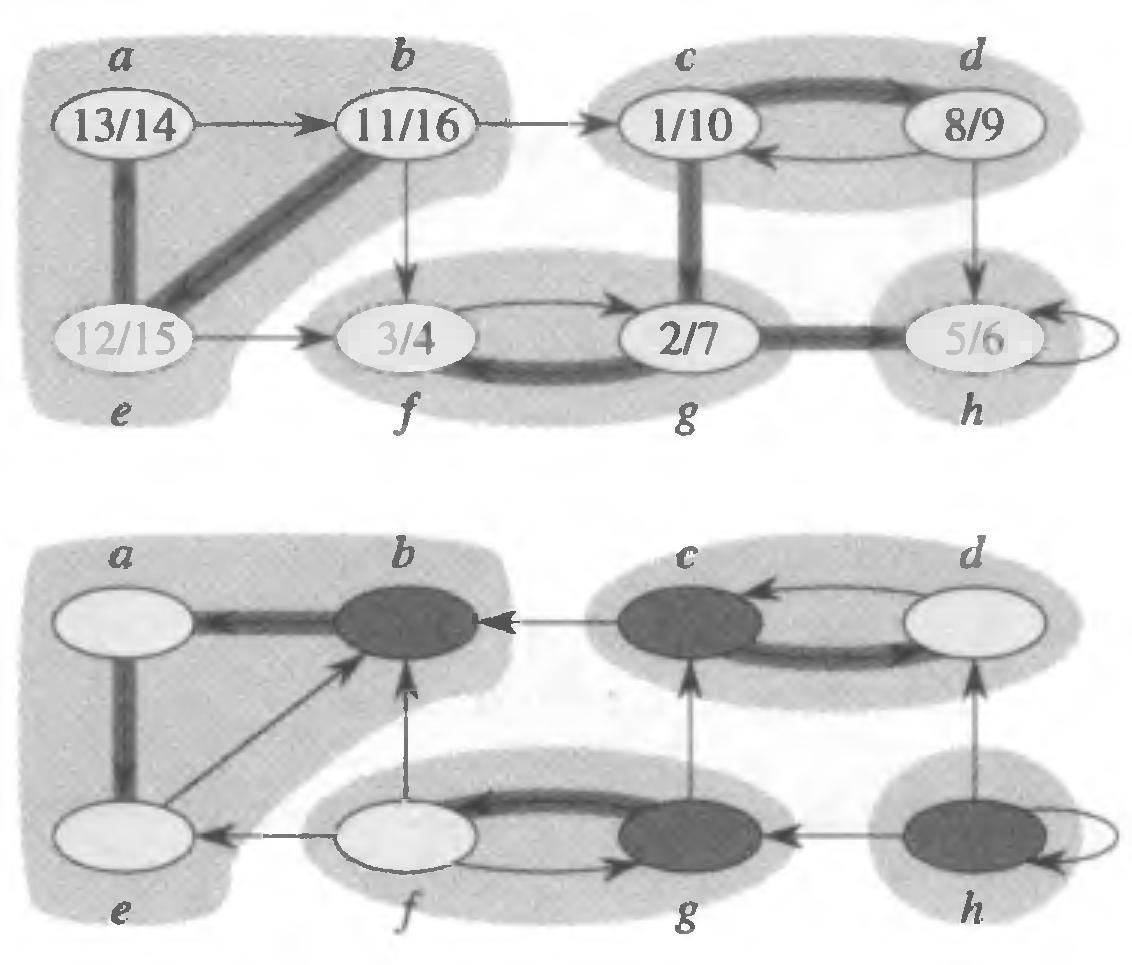 a b c d
13/14 11/16 1/10 8/9
12/15 3/4 2/7 5/6
e f g h
a b c d
e f g h